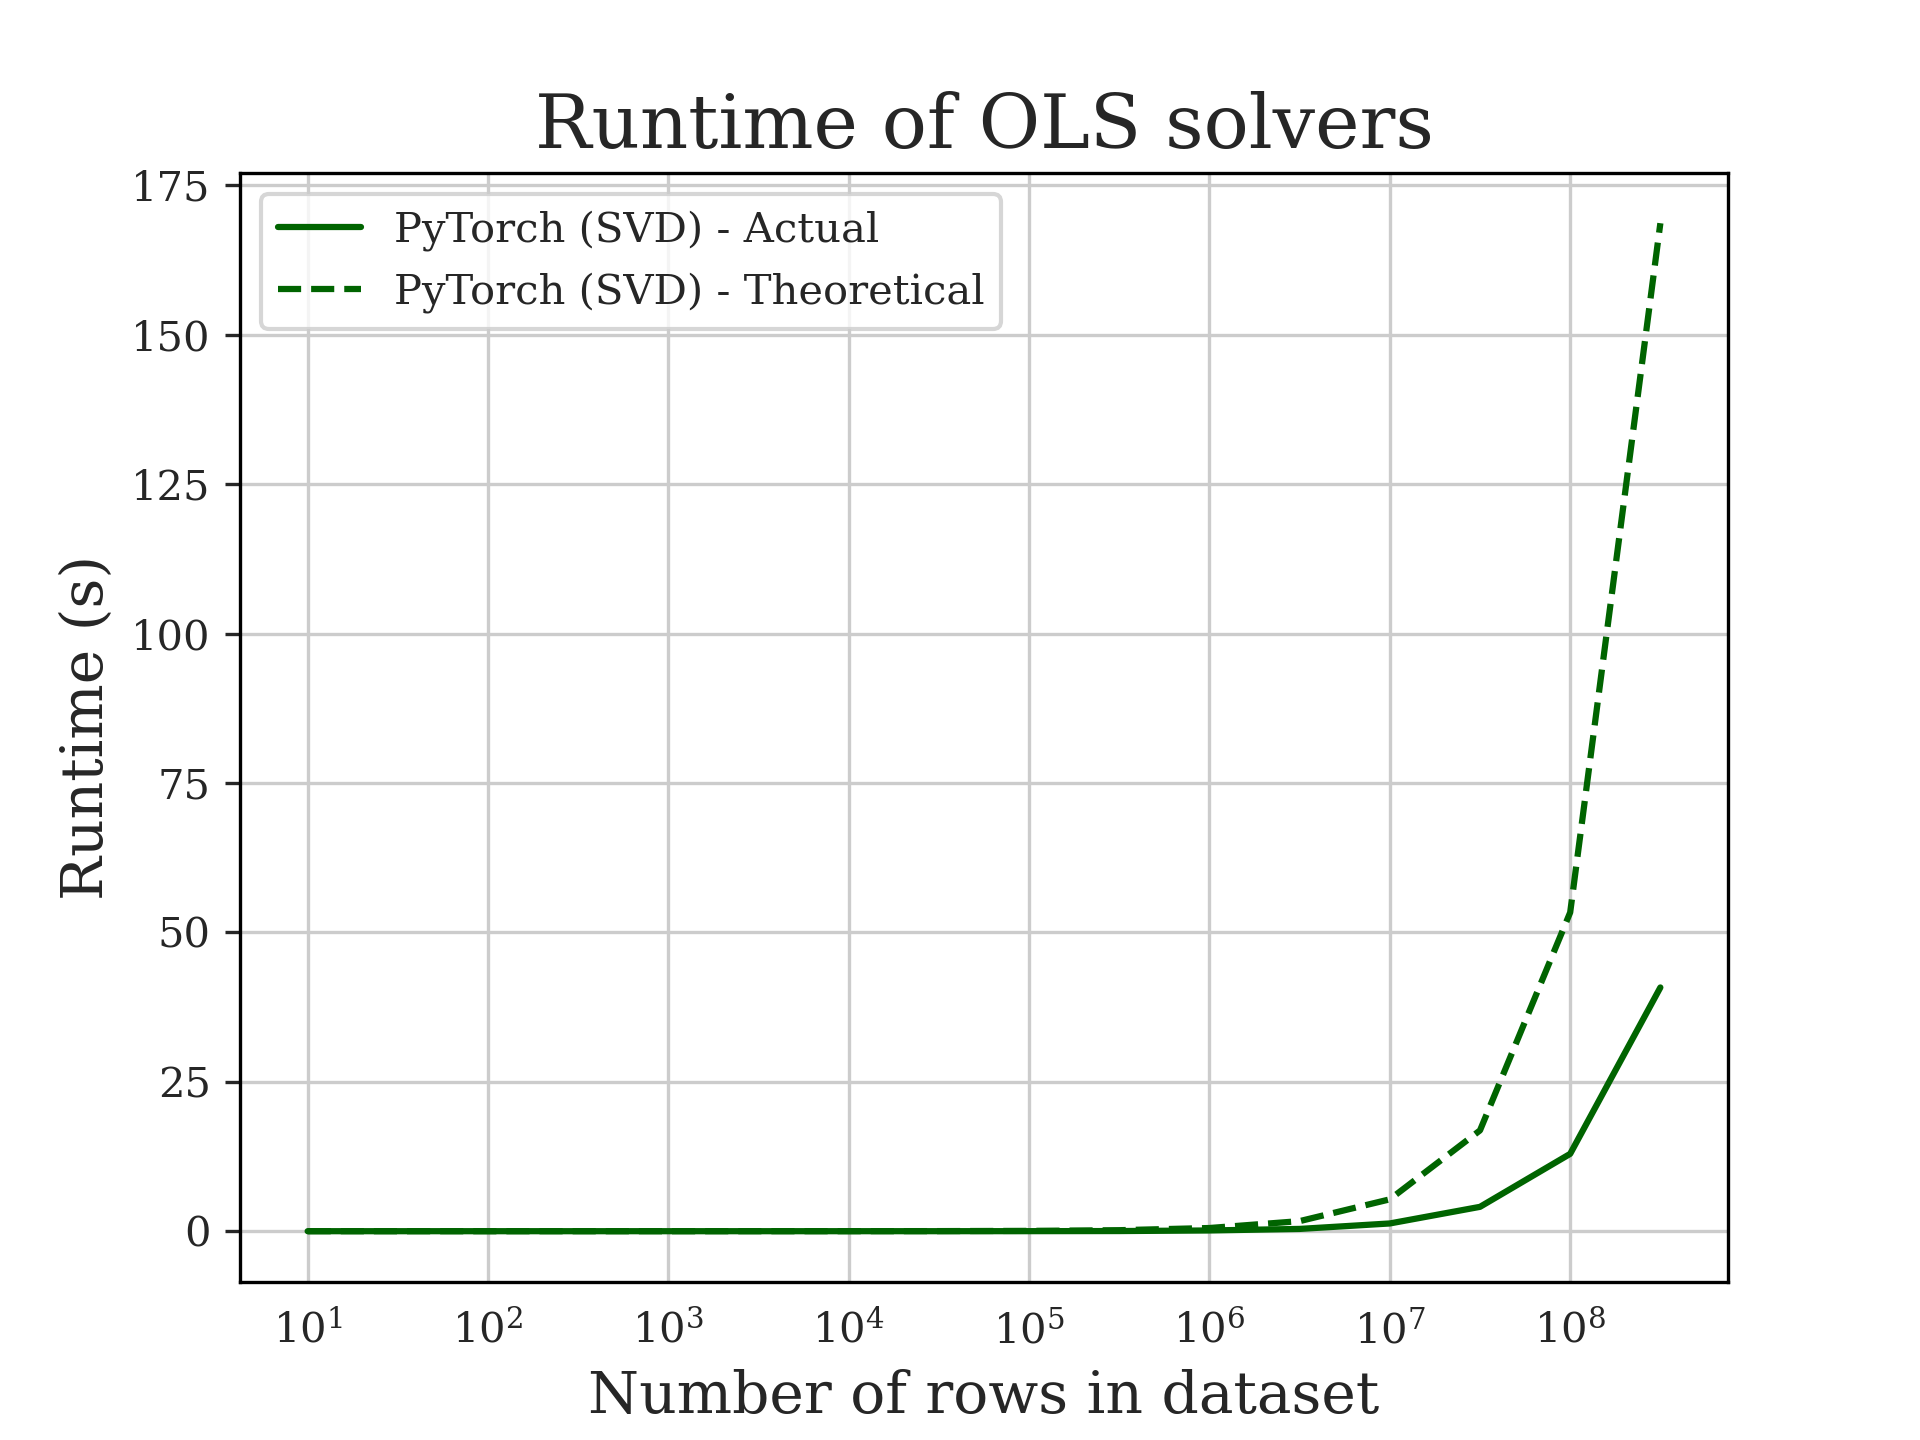 Runtime of OLS solvers
PyTorch (SVD) - Actual
PyTorch (SVD) - Theoretical
Runtime (s)
175
150
125
100
75
50
25
0
10¹ 10² 10³ 10⁴ 10⁵ 10⁶ 10⁷ 10⁸
Number of rows in dataset